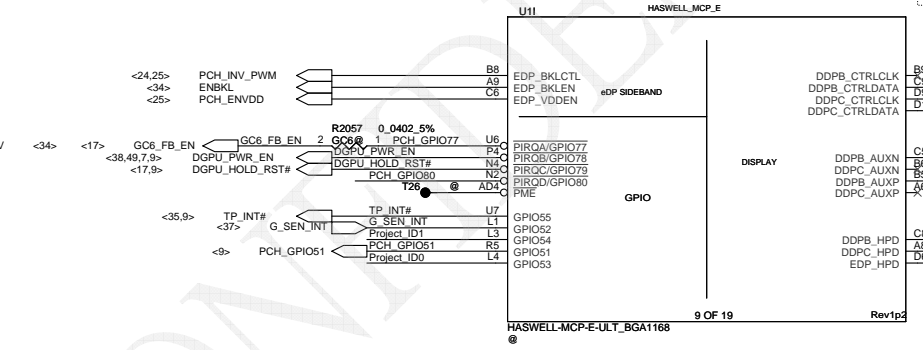 U1I HASWELL_MCP_E
<24,25> PCH_INV_PWM B8 EDP_BKLCTL DDPB_CTRLCLK
<34> ENBKL A9 EDP_BKLEN eDP SIDEBAND DDPB_CTRLDATA
<25> PCH_ENVDD C6 EDP_VDDEN DDPC_CTRLCLK
DDPC_CTRLDATA
R2057 0_0402_5%
<34> <17> GC6_FB_EN GC6_FB_EN 2 GC6@ 1 PCH_GPIO77 U6 PIRQA/GPIO77
<38,49,7,9> DGPU_PWR_EN DGPU_PWR_EN P4 PIRQB/GPIO78 DISPLAY DDPB_AUXN
<17,9> DGPU_HOLD_RST# DGPU_HOLD_RST# N4 PIRQC/GPIO79 DDPC_AUXN
PCH_GPIO80 N2 PIRQD/GPIO80 DDPB_AUXP
T26 @ AD4 PME GPIO DDPC_AUXP
<35,9> TP_INT# TP_INT# U7 GPIO55
<37> G_SEN_INT G_SEN_INT L1 GPIO52
Project_ID1 L3 GPIO54 DDPB_HPD
<9> PCH_GPIO51 PCH_GPIO51 R5 GPIO51 DDPC_HPD
Project_ID0 L4 GPIO53 EDP_HPD
9 OF 19 Rev1p2
HASWELL-MCP-E-ULT_BGA1168
@